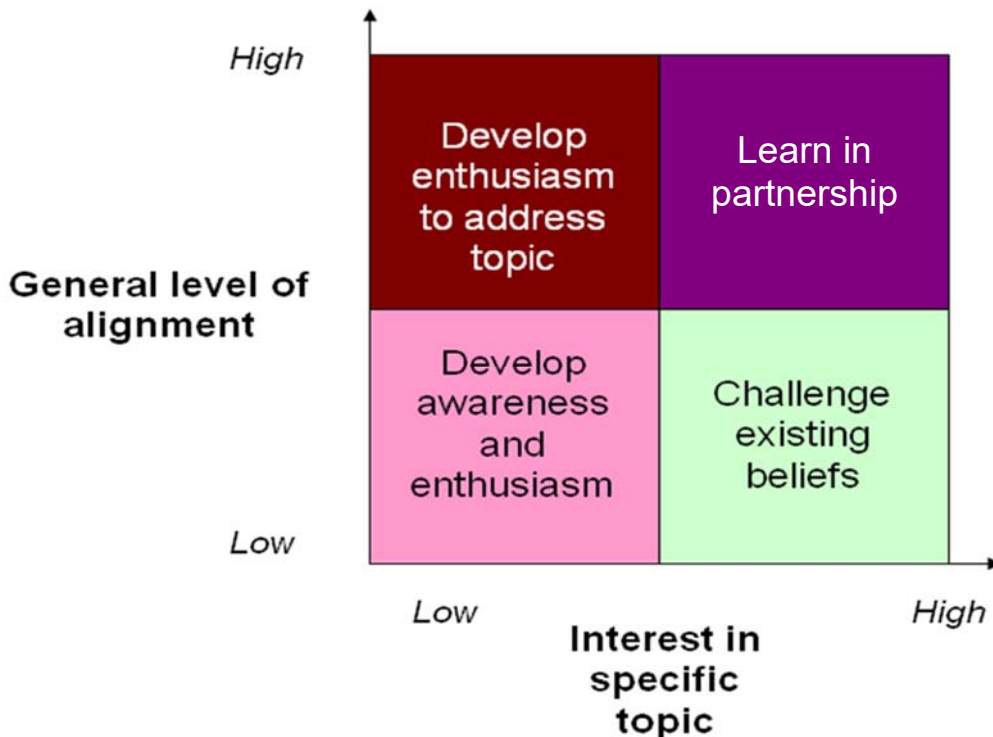 High
Develop
enthusiasm
to address
topic
Learn in
partnership
General level of
alignment
Develop
awareness
and
enthusiasm
Challenge
existing
beliefs
Low
Low
High
Interest in
specific
topic